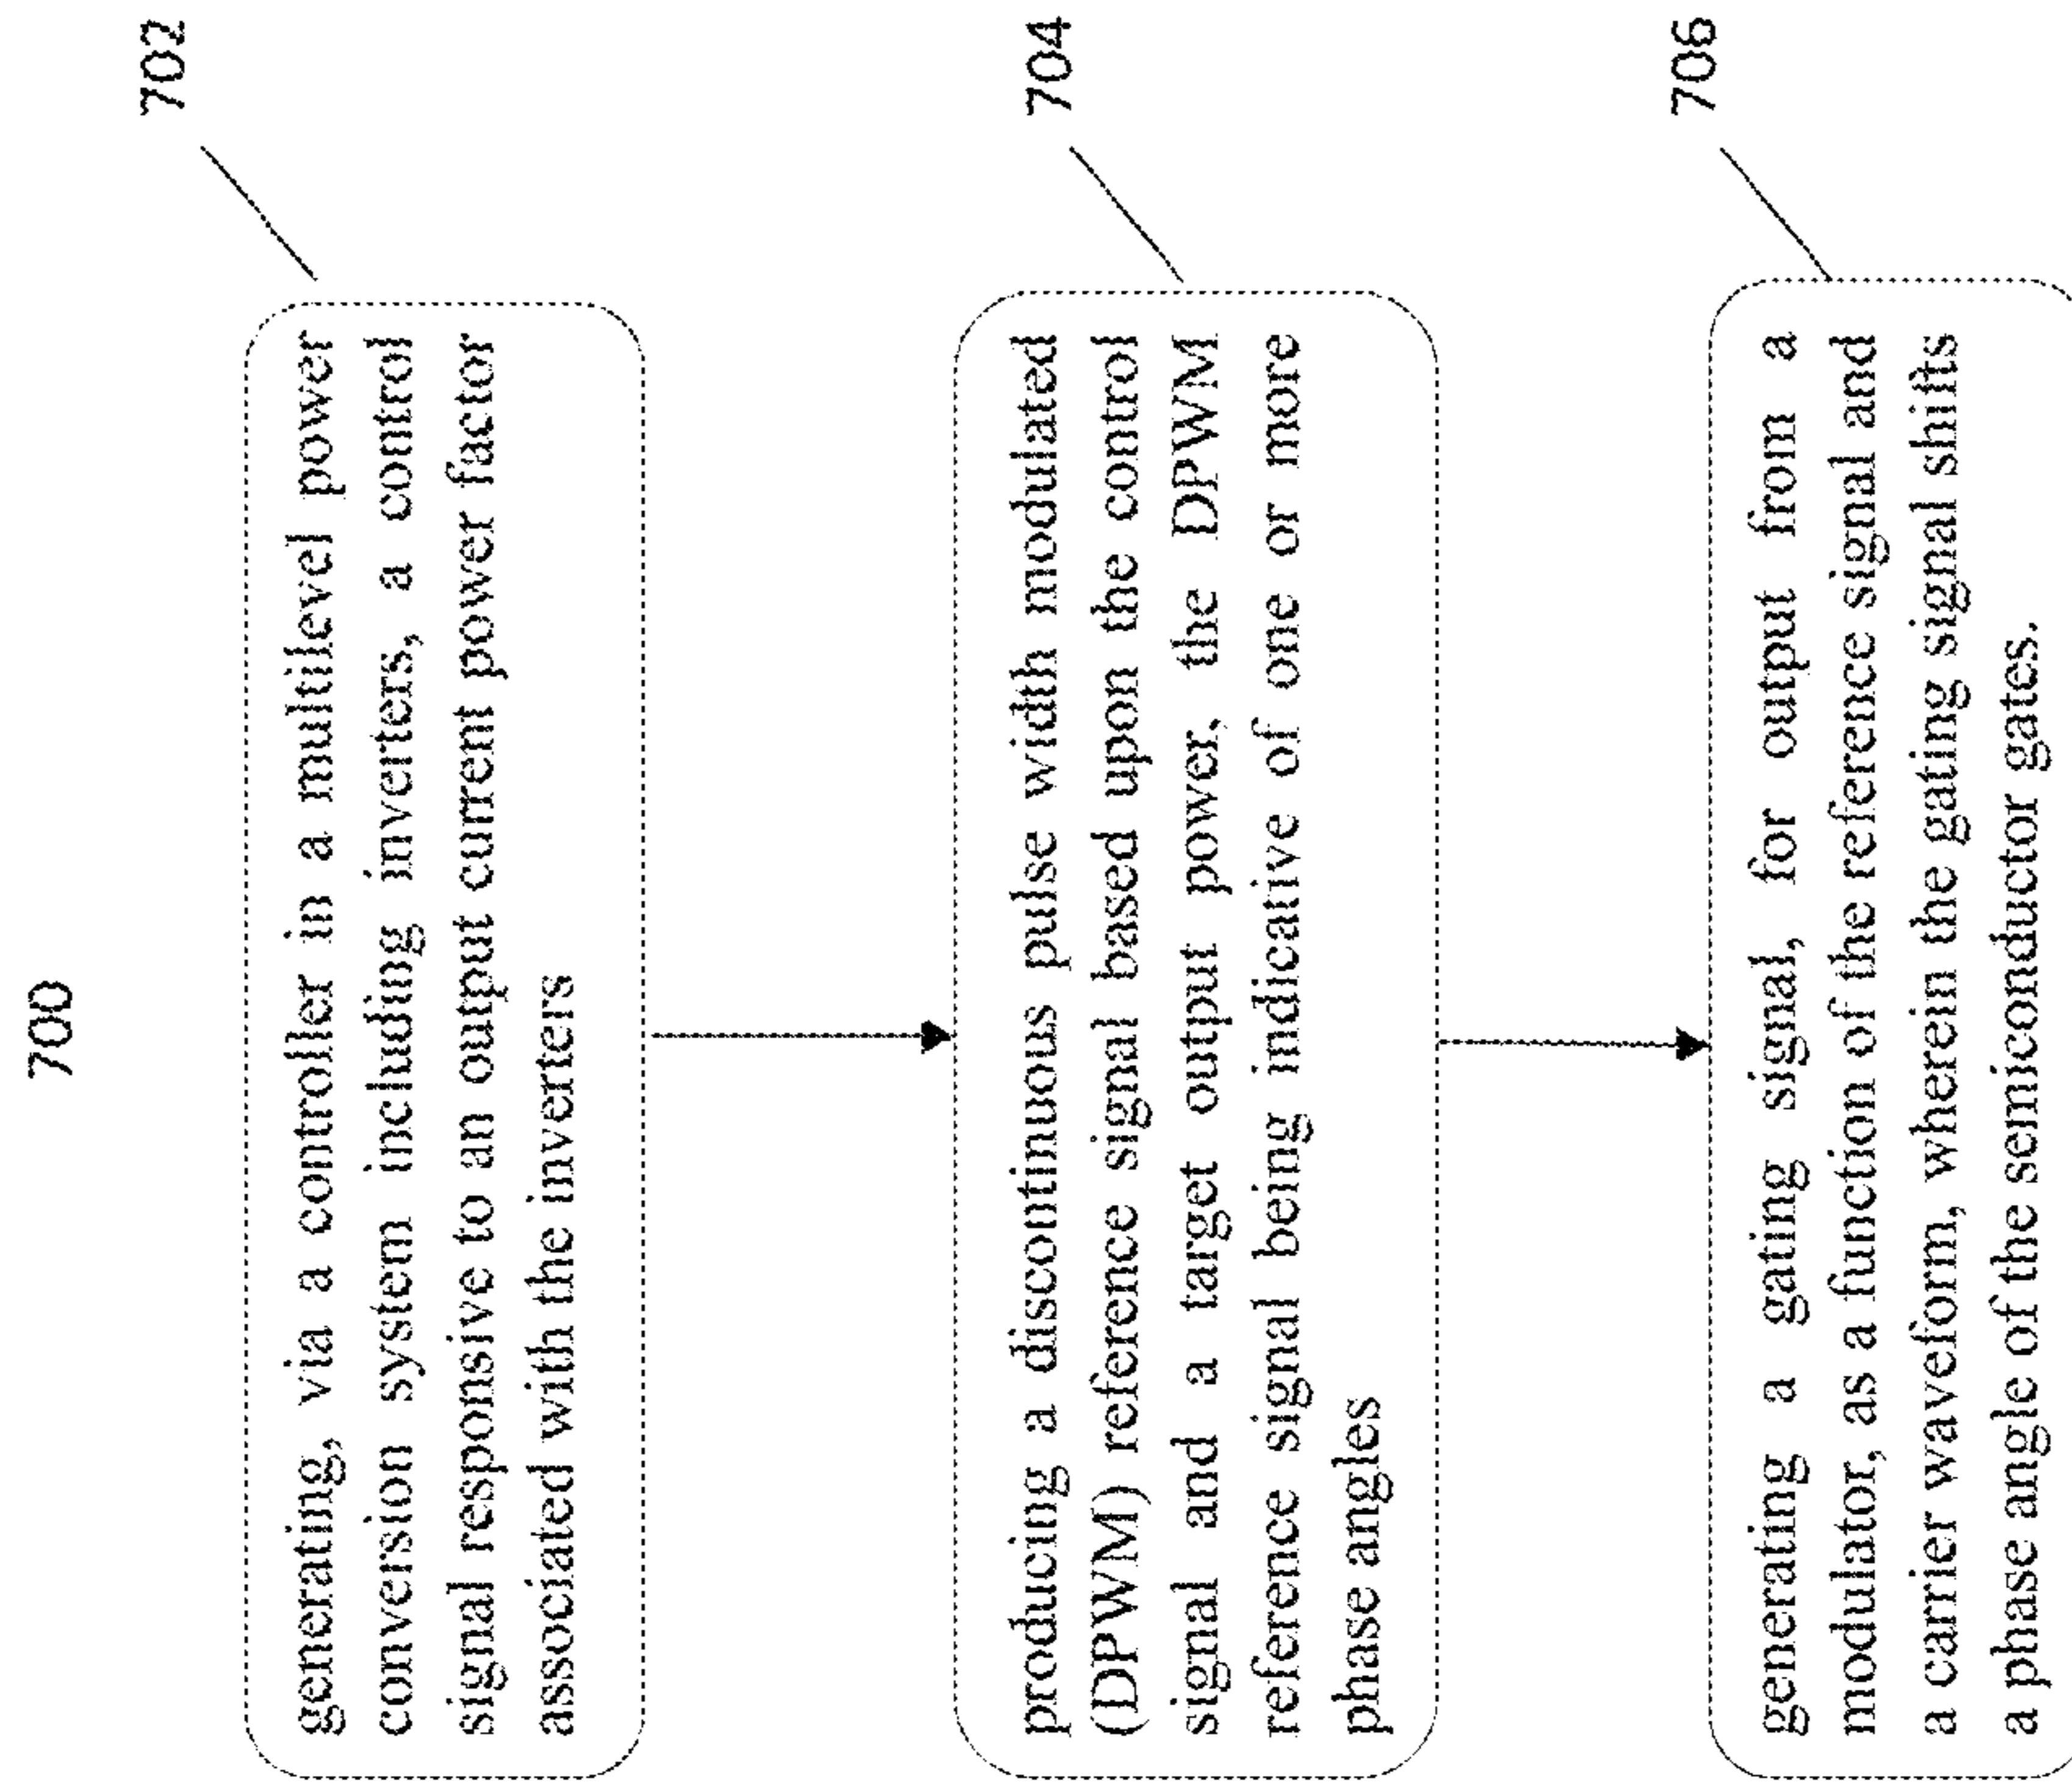 700
702
generating, via a controller in a multilevel power
conversion system including inverters, a control
signal responsive to an output current power factor
associated with the inverters
704
producing a discontinuous pulse width modulated
(DPWM) reference signal based upon the control
signal and a target output power, the DPWM
reference signal being indicative of one or more
phase angles
706
generating a gating signal, for output from a
modulator, as a function of the reference signal and
a carrier waveform, wherein the gating signal shifts
a phase angle of the semiconductor gates.